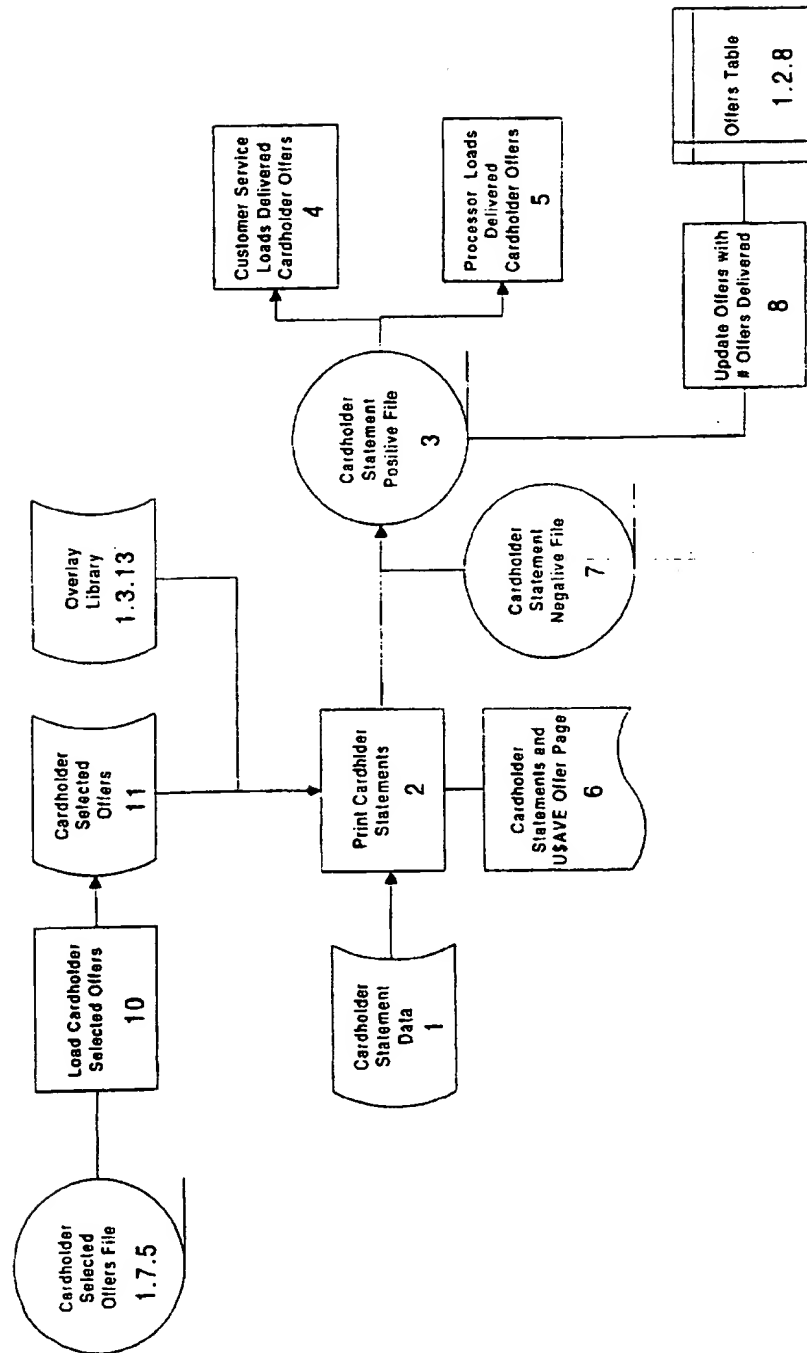 Cardholder
Selected
Offers File
1.7.5
Load Cardholder
Selected Offers
10
Cardholder
Selected
Offers
11
Overlay
Library
1.3.13
Cardholder
Statement
Data
1
Print Cardhlder
Statements
2
Cardholder
Statements and
U$AVE Offer Page
6
Cardholder
Statement
Positive File
3
Cardholder
Statement
Negative File
7
Customer Service
Loads Delivered
Cardholder Offers
4
Processor Loads
Delivered
Cardholder Offers
5
Update Offers with
# Offers Delivered
8
Offers Table
1.2.8